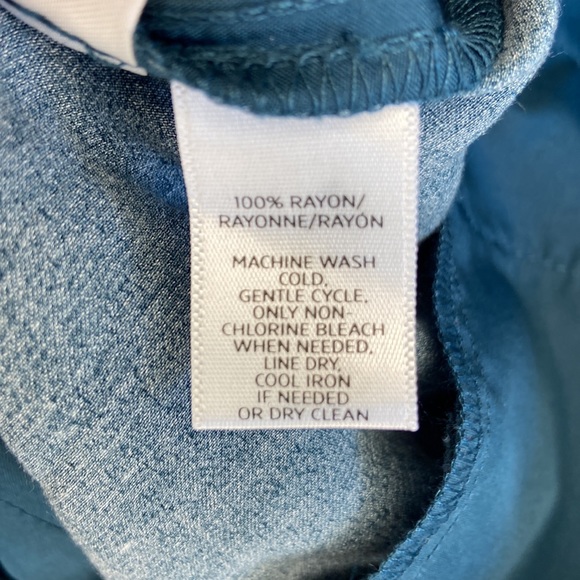 100% RAYON/
RAYONNE/RAYÓN
MACHINE WASH
COLD,
GENTLE CYCLE,
ONLY NON-
CHLORINE BLEACH
WHEN NEEDED,
LINE DRY,
COOL IRON
IF NEEDED
OR DRY CLEAN